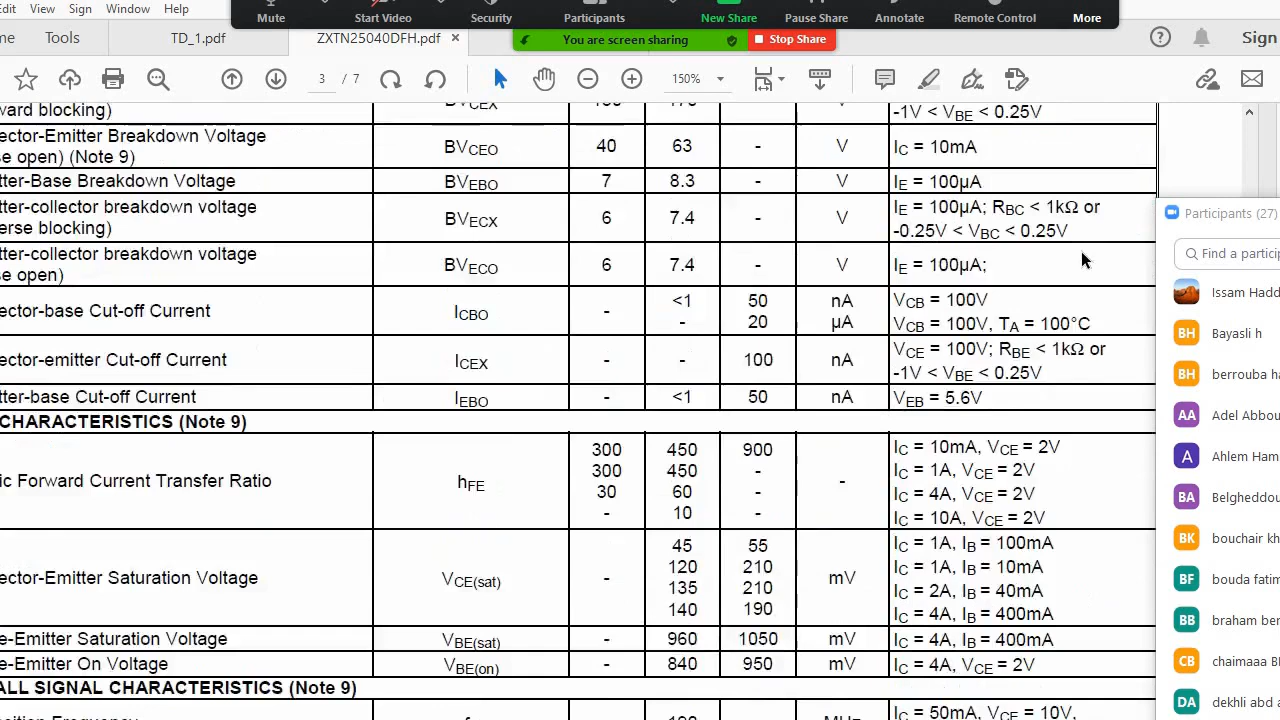 Edit View Sign Window Help
Mute Start Video Security Participants New Share Pause Share Annotate Remote Control More
You are screen sharing Stop Share
me Tools TD_1.pdf ZXTN25040DFH.pdf × ? Sign
3 / 7 150%
ward blocking) BVCEX -1V < VBE < 0.25V
ector-Emitter Breakdown Voltage
se open) (Note 9) BVCEO 40 63 - V IC = 10mA
tter-Base Breakdown Voltage BVEBO 7 8.3 - V IE = 100µA
tter-collector breakdown voltage IE = 100µA; RBC < 1kΩ or
erse blocking) BVECX 6 7.4 - V -0.25V < VBC < 0.25V
tter-collector breakdown voltage
se open) BVECO 6 7.4 - V IE = 100µA;
ector-base Cut-off Current ICBO - <1 50 nA VCB = 100V
- 20 µA VCB = 100V, TA = 100°C
ector-emitter Cut-off Current ICEX - - 100 nA VCE = 100V; RBE < 1kΩ or
-1V < VBE < 0.25V
tter-base Cut-off Current IEBO - <1 50 nA VEB = 5.6V
CHARACTERISTICS (Note 9)
ic Forward Current Transfer Ratio hFE 300 450 900 - IC = 10mA, VCE = 2V
300 450 - IC = 1A, VCE = 2V
30 60 - IC = 4A, VCE = 2V
- 10 - IC = 10A, VCE = 2V
ector-Emitter Saturation Voltage VCE(sat) - 45 55 mV IC = 1A, IB = 100mA
120 210 IC = 1A, IB = 10mA
135 210 IC = 2A, IB = 40mA
140 190 IC = 4A, IB = 400mA
e-Emitter Saturation Voltage VBE(sat) - 960 1050 mV IC = 4A, IB = 400mA
e-Emitter On Voltage VBE(on) - 840 950 mV IC = 4A, VCE = 2V
ALL SIGNAL CHARACTERISTICS (Note 9)
IC = 50mA, VCE = 10V,
Participants (27)
Find a particip
Issam Hadd
BH Bayasli h
BH berrouba ha
AA Adel Abbou
A Ahlem Ham
BA Belgheddou
BK bouchair kh
BF bouda fatim
BB braham ber
CB chaimaaa B
DA dekhli abd a